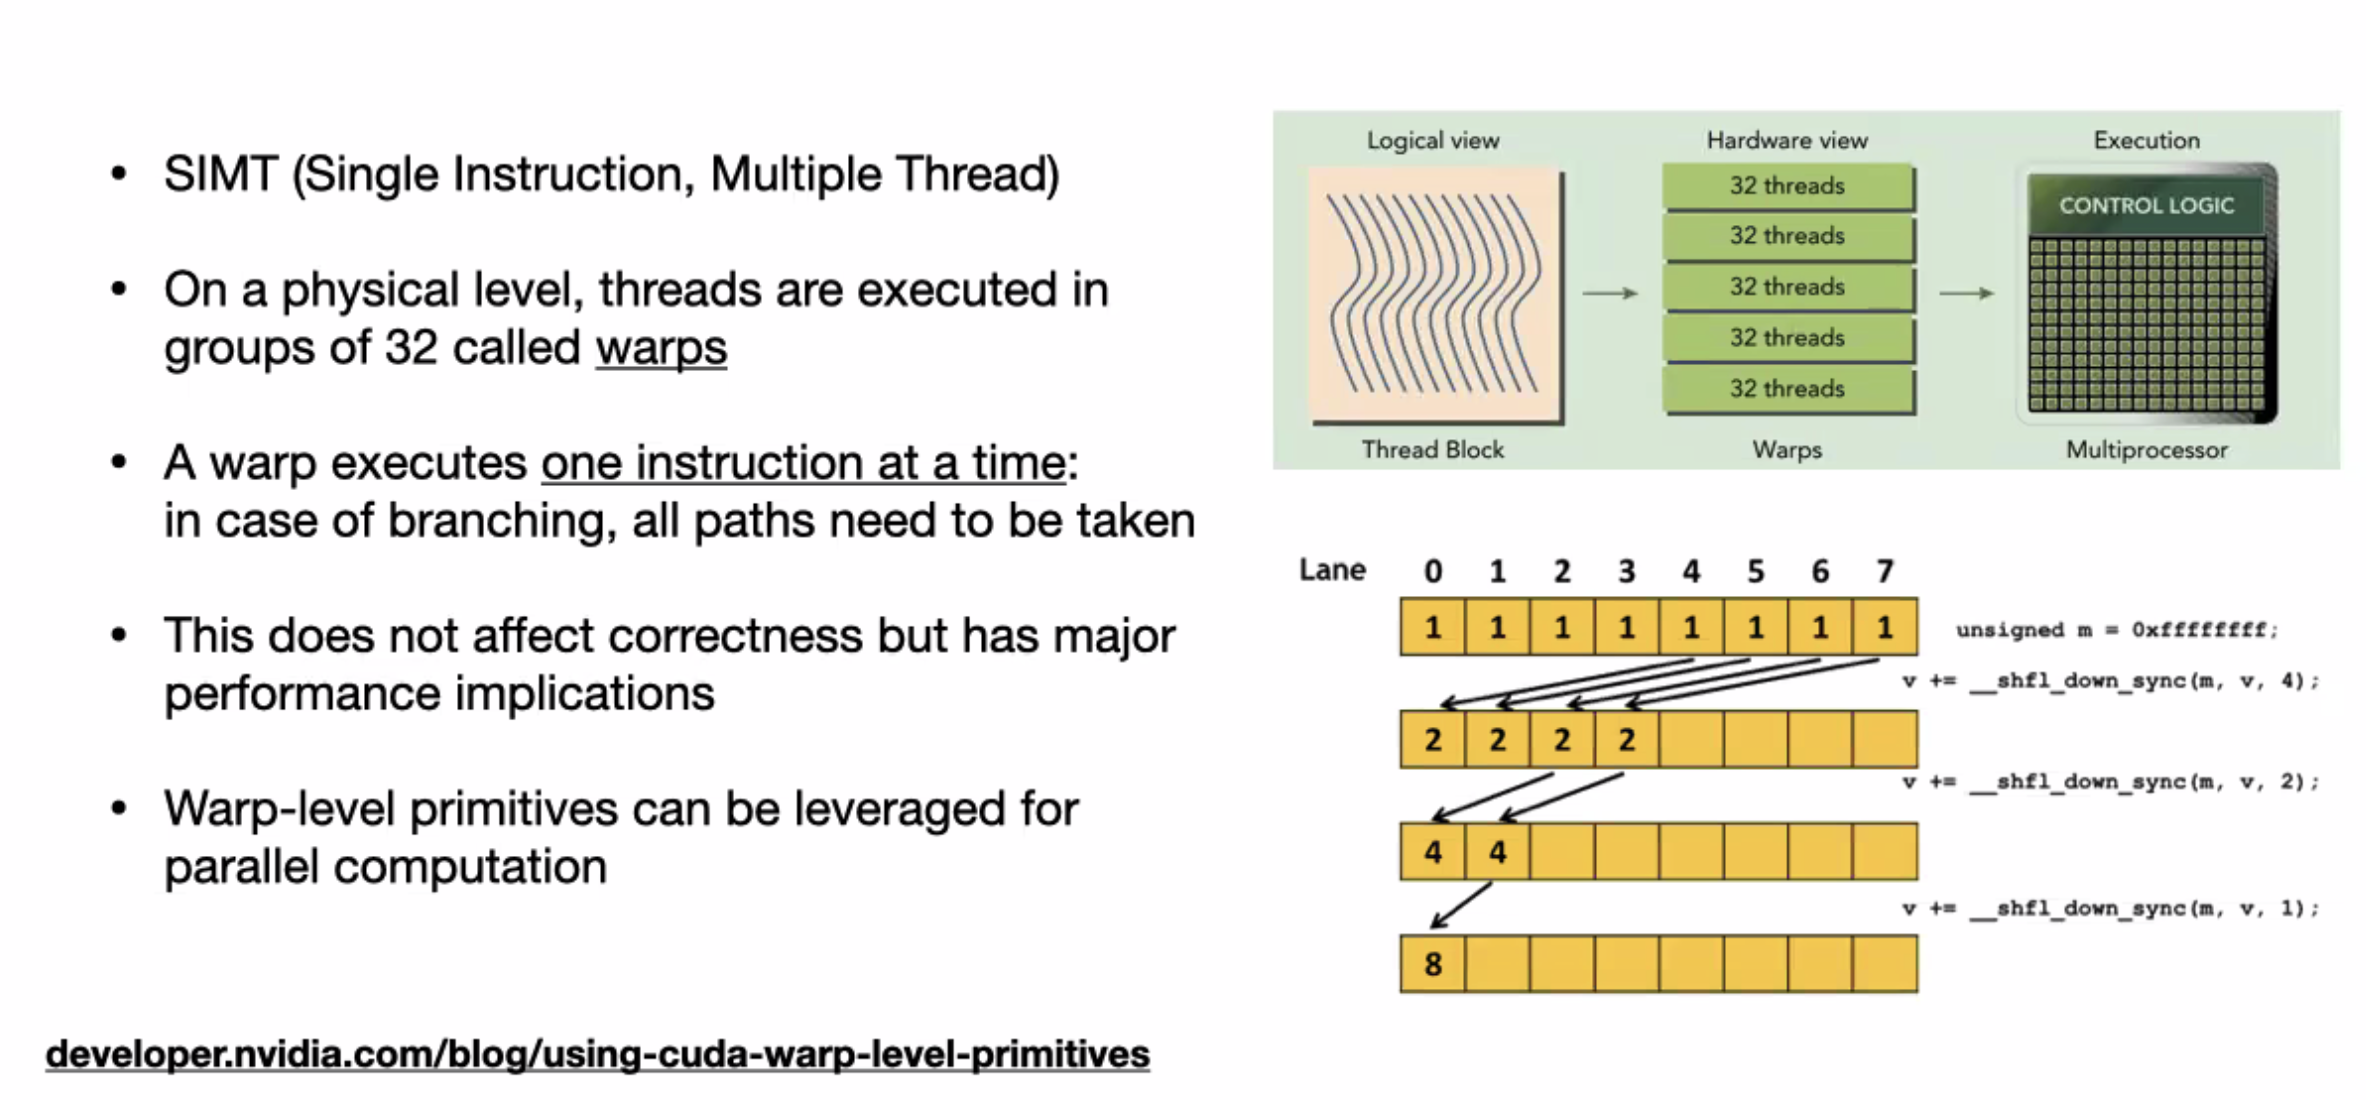 • SIMT (Single Instruction, Multiple Thread)
• On a physical level, threads are executed in
groups of 32 called warps
• A warp executes one instruction at a time:
in case of branching, all paths need to be taken
• This does not affect correctness but has major
performance implications
• Warp-level primitives can be leveraged for
parallel computation
developer.nvidia.com/blog/using-cuda-warp-level-primitives
Logical view
Thread Block
Hardware view
32 threads
32 threads
32 threads
32 threads
32 threads
Warps
Execution
CONTROL LOGIC
Multiprocessor
Lane 0 1 2 3 4 5 6 7
1 1 1 1 1 1 1 1
unsigned m = 0xffffffff;
v += __shfl_down_sync(m, v, 4);
2 2 2 2
v += __shfl_down_sync(m, v, 2);
4 4
v += __shfl_down_sync(m, v, 1);
8